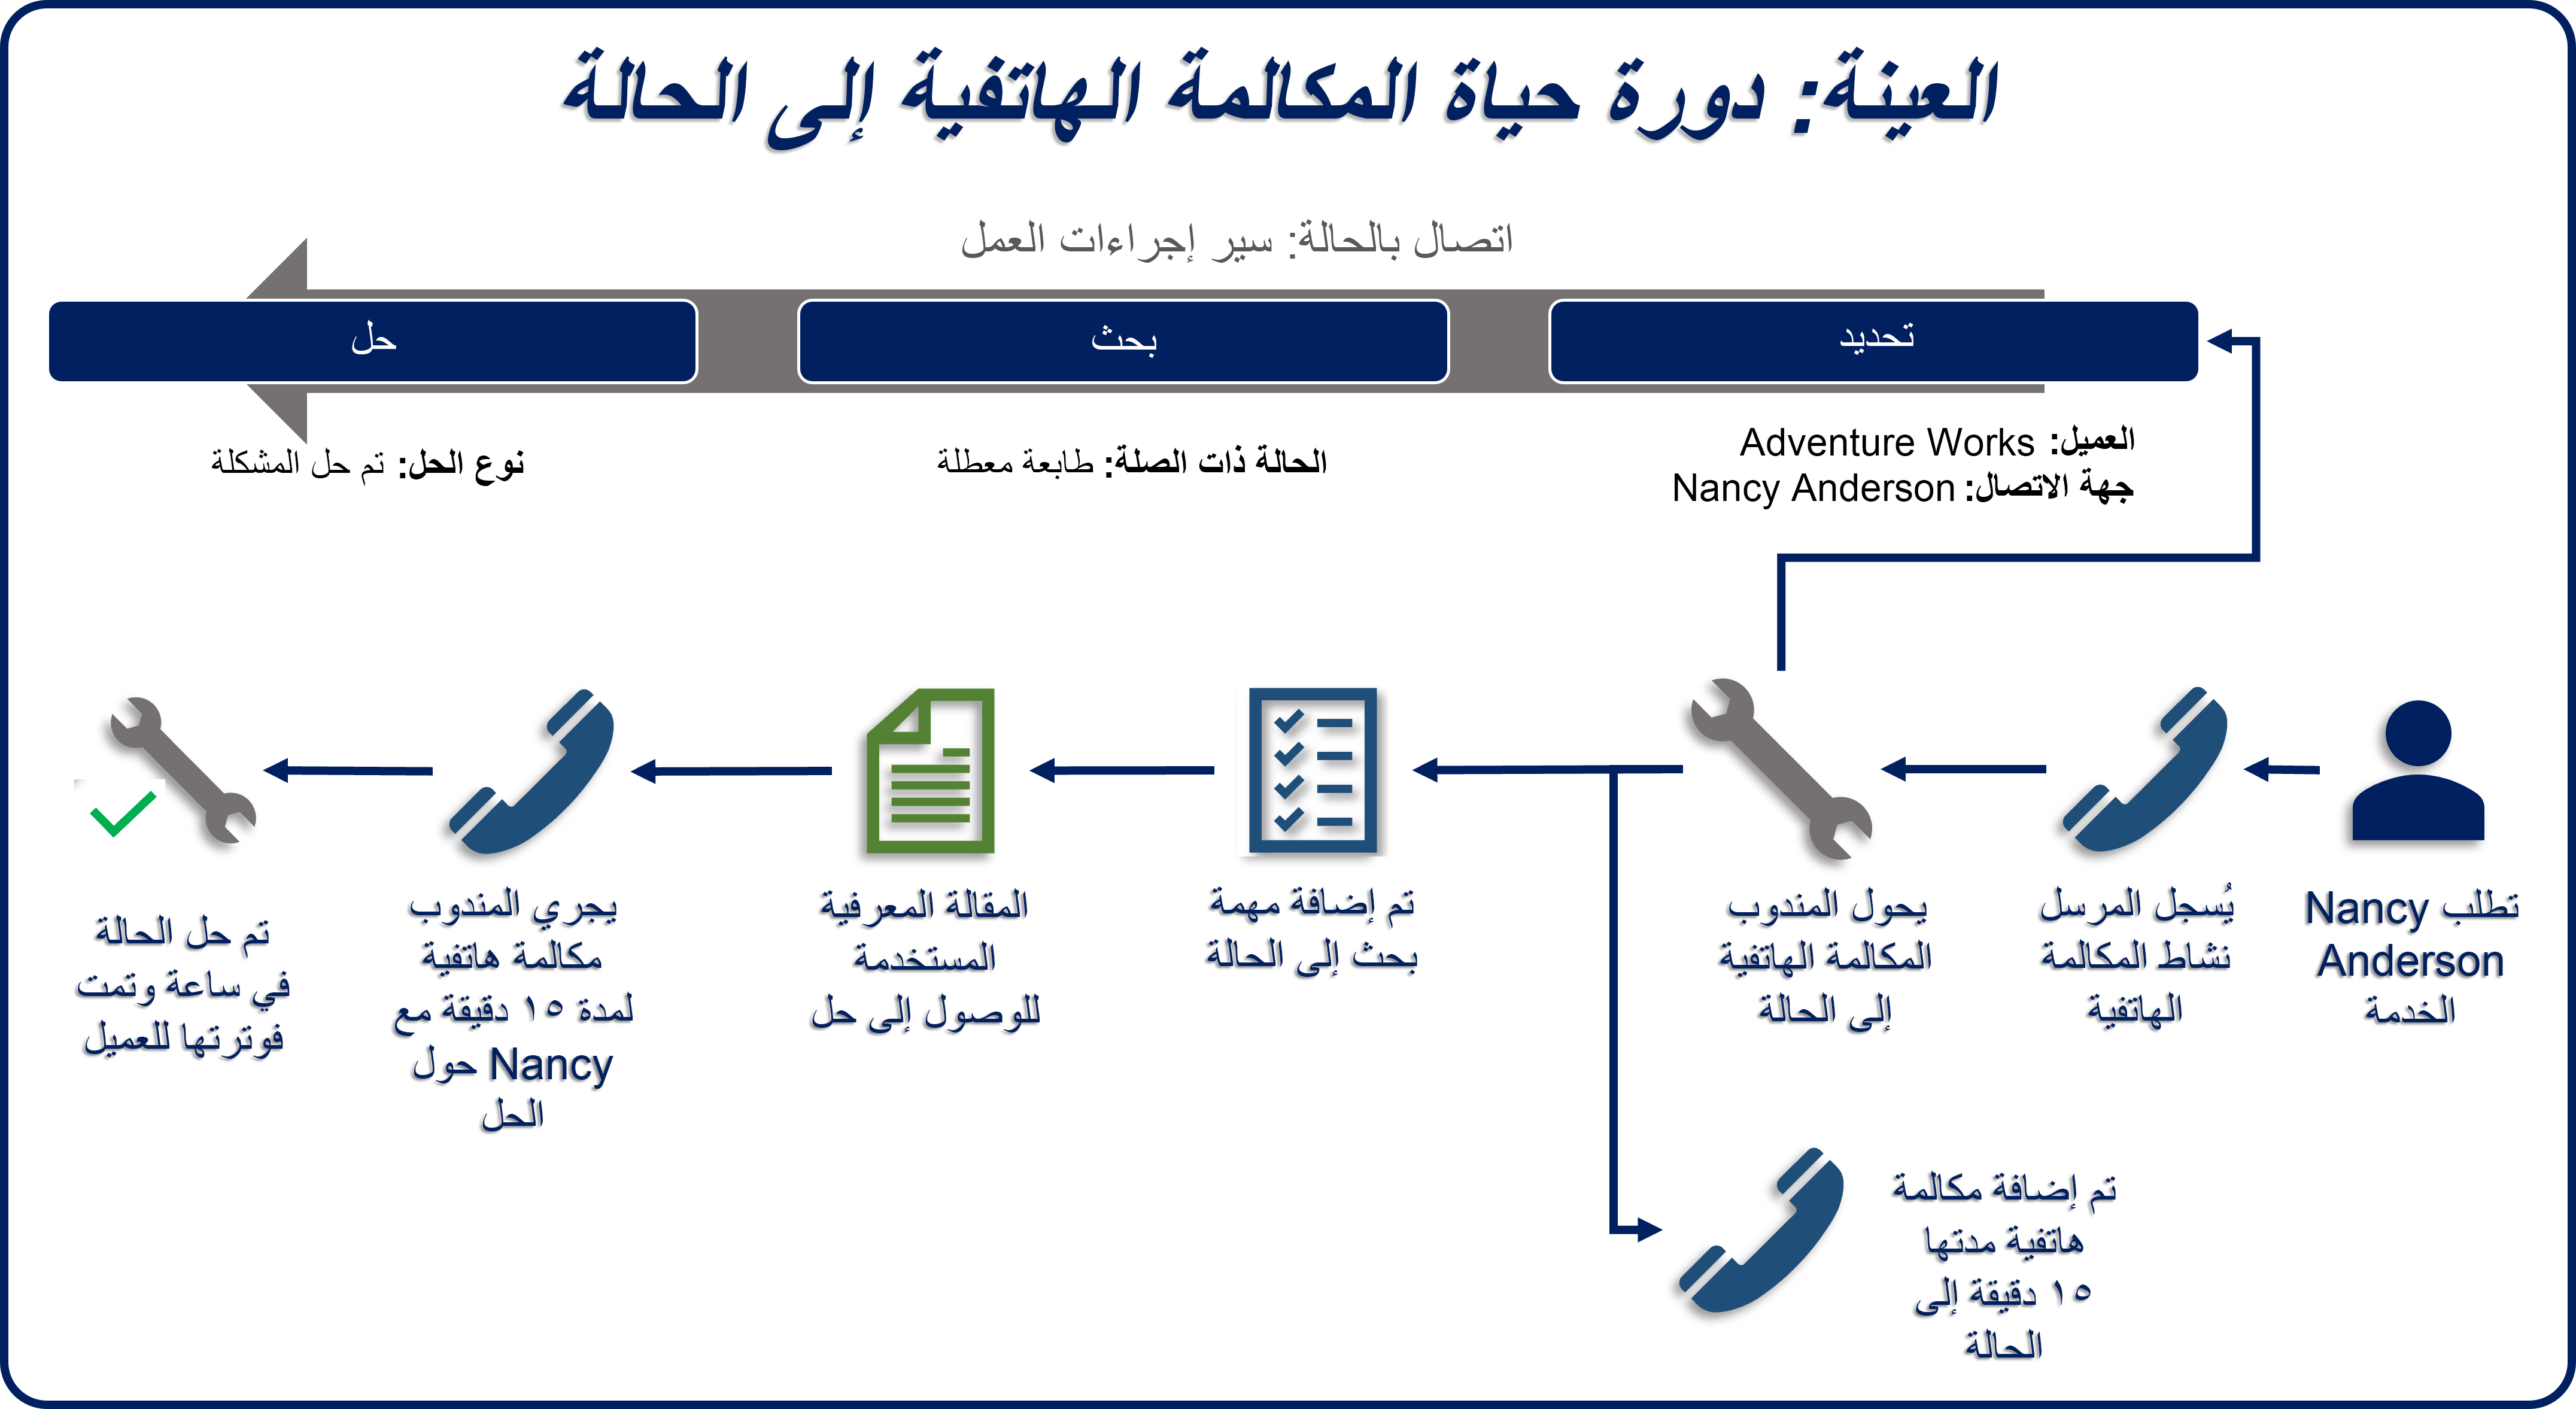 العينة: دورة حياة المكالمة الهاتفية إلى الحالة
اتصال بالحالة: سير إجراءات العمل
تحديد
بحث
حل
العميل: Adventure Works
جهة الاتصال: Nancy Anderson
الحالة ذات الصلة: طابعة معطلة
نوع الحل: تم حل المشكلة
تطلب Nancy
Anderson
الخدمة
يُسجل المرسل
نشاط المكالمة
الهاتفية
يحول المندوب
المكالمة الهاتفية
إلى الحالة
تم إضافة مهمة
بحث إلى الحالة
المقالة المعرفية
المستخدمة
للوصول إلى حل
يجري المندوب
مكالمة هاتفية
لمدة ١٥ دقيقة مع
Nancy حول
الحل
تم حل الحالة
في ساعة وتمت
فوترتها للعميل
تم إضافة مكالمة
هاتفية مدتها
١٥ دقيقة إلى
الحالة